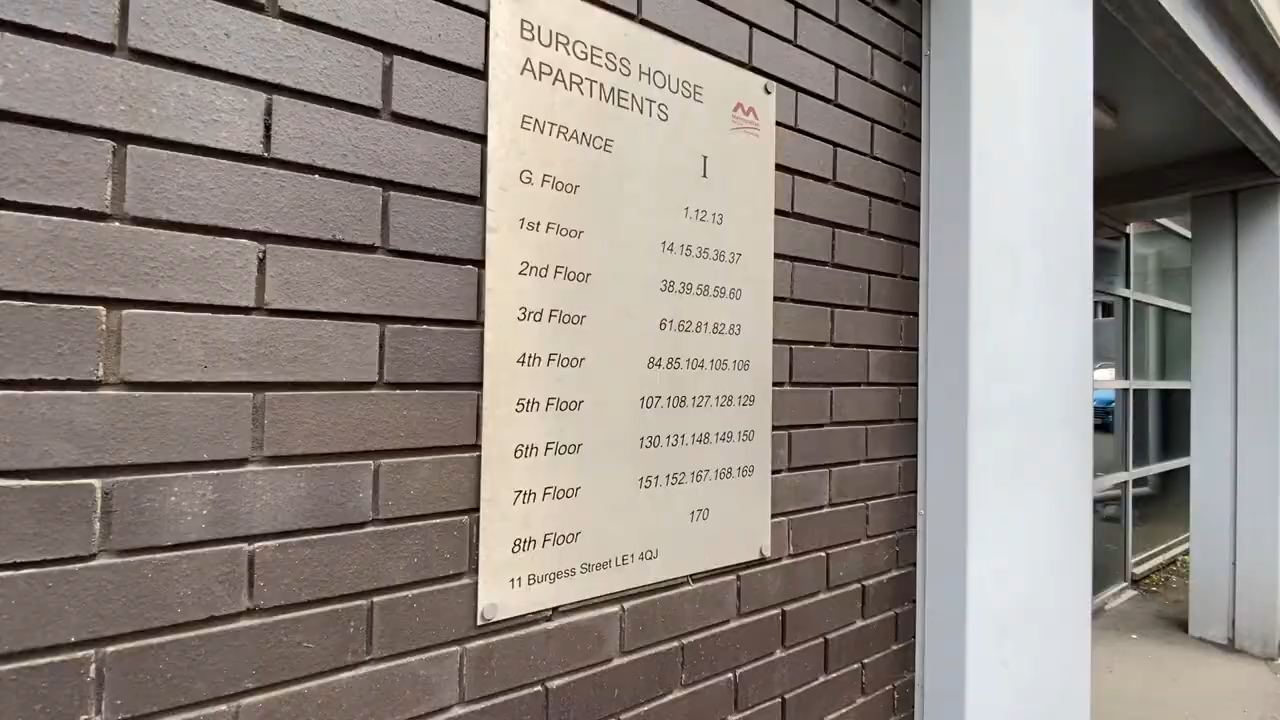 BURGESS HOUSE
APARTMENTS
ENTRANCE I
G. Floor 1.12.13
1st Floor 14.15.35.36.37
2nd Floor 38.39.58.59.60
3rd Floor 61.62.81.82.83
4th Floor 84.85.104.105.106
5th Floor 107.108.127.128.129
6th Floor 130.131.148.149.150
7th Floor 151.152.167.168.169
8th Floor 170
11 Burgess Street LE1 4QJ